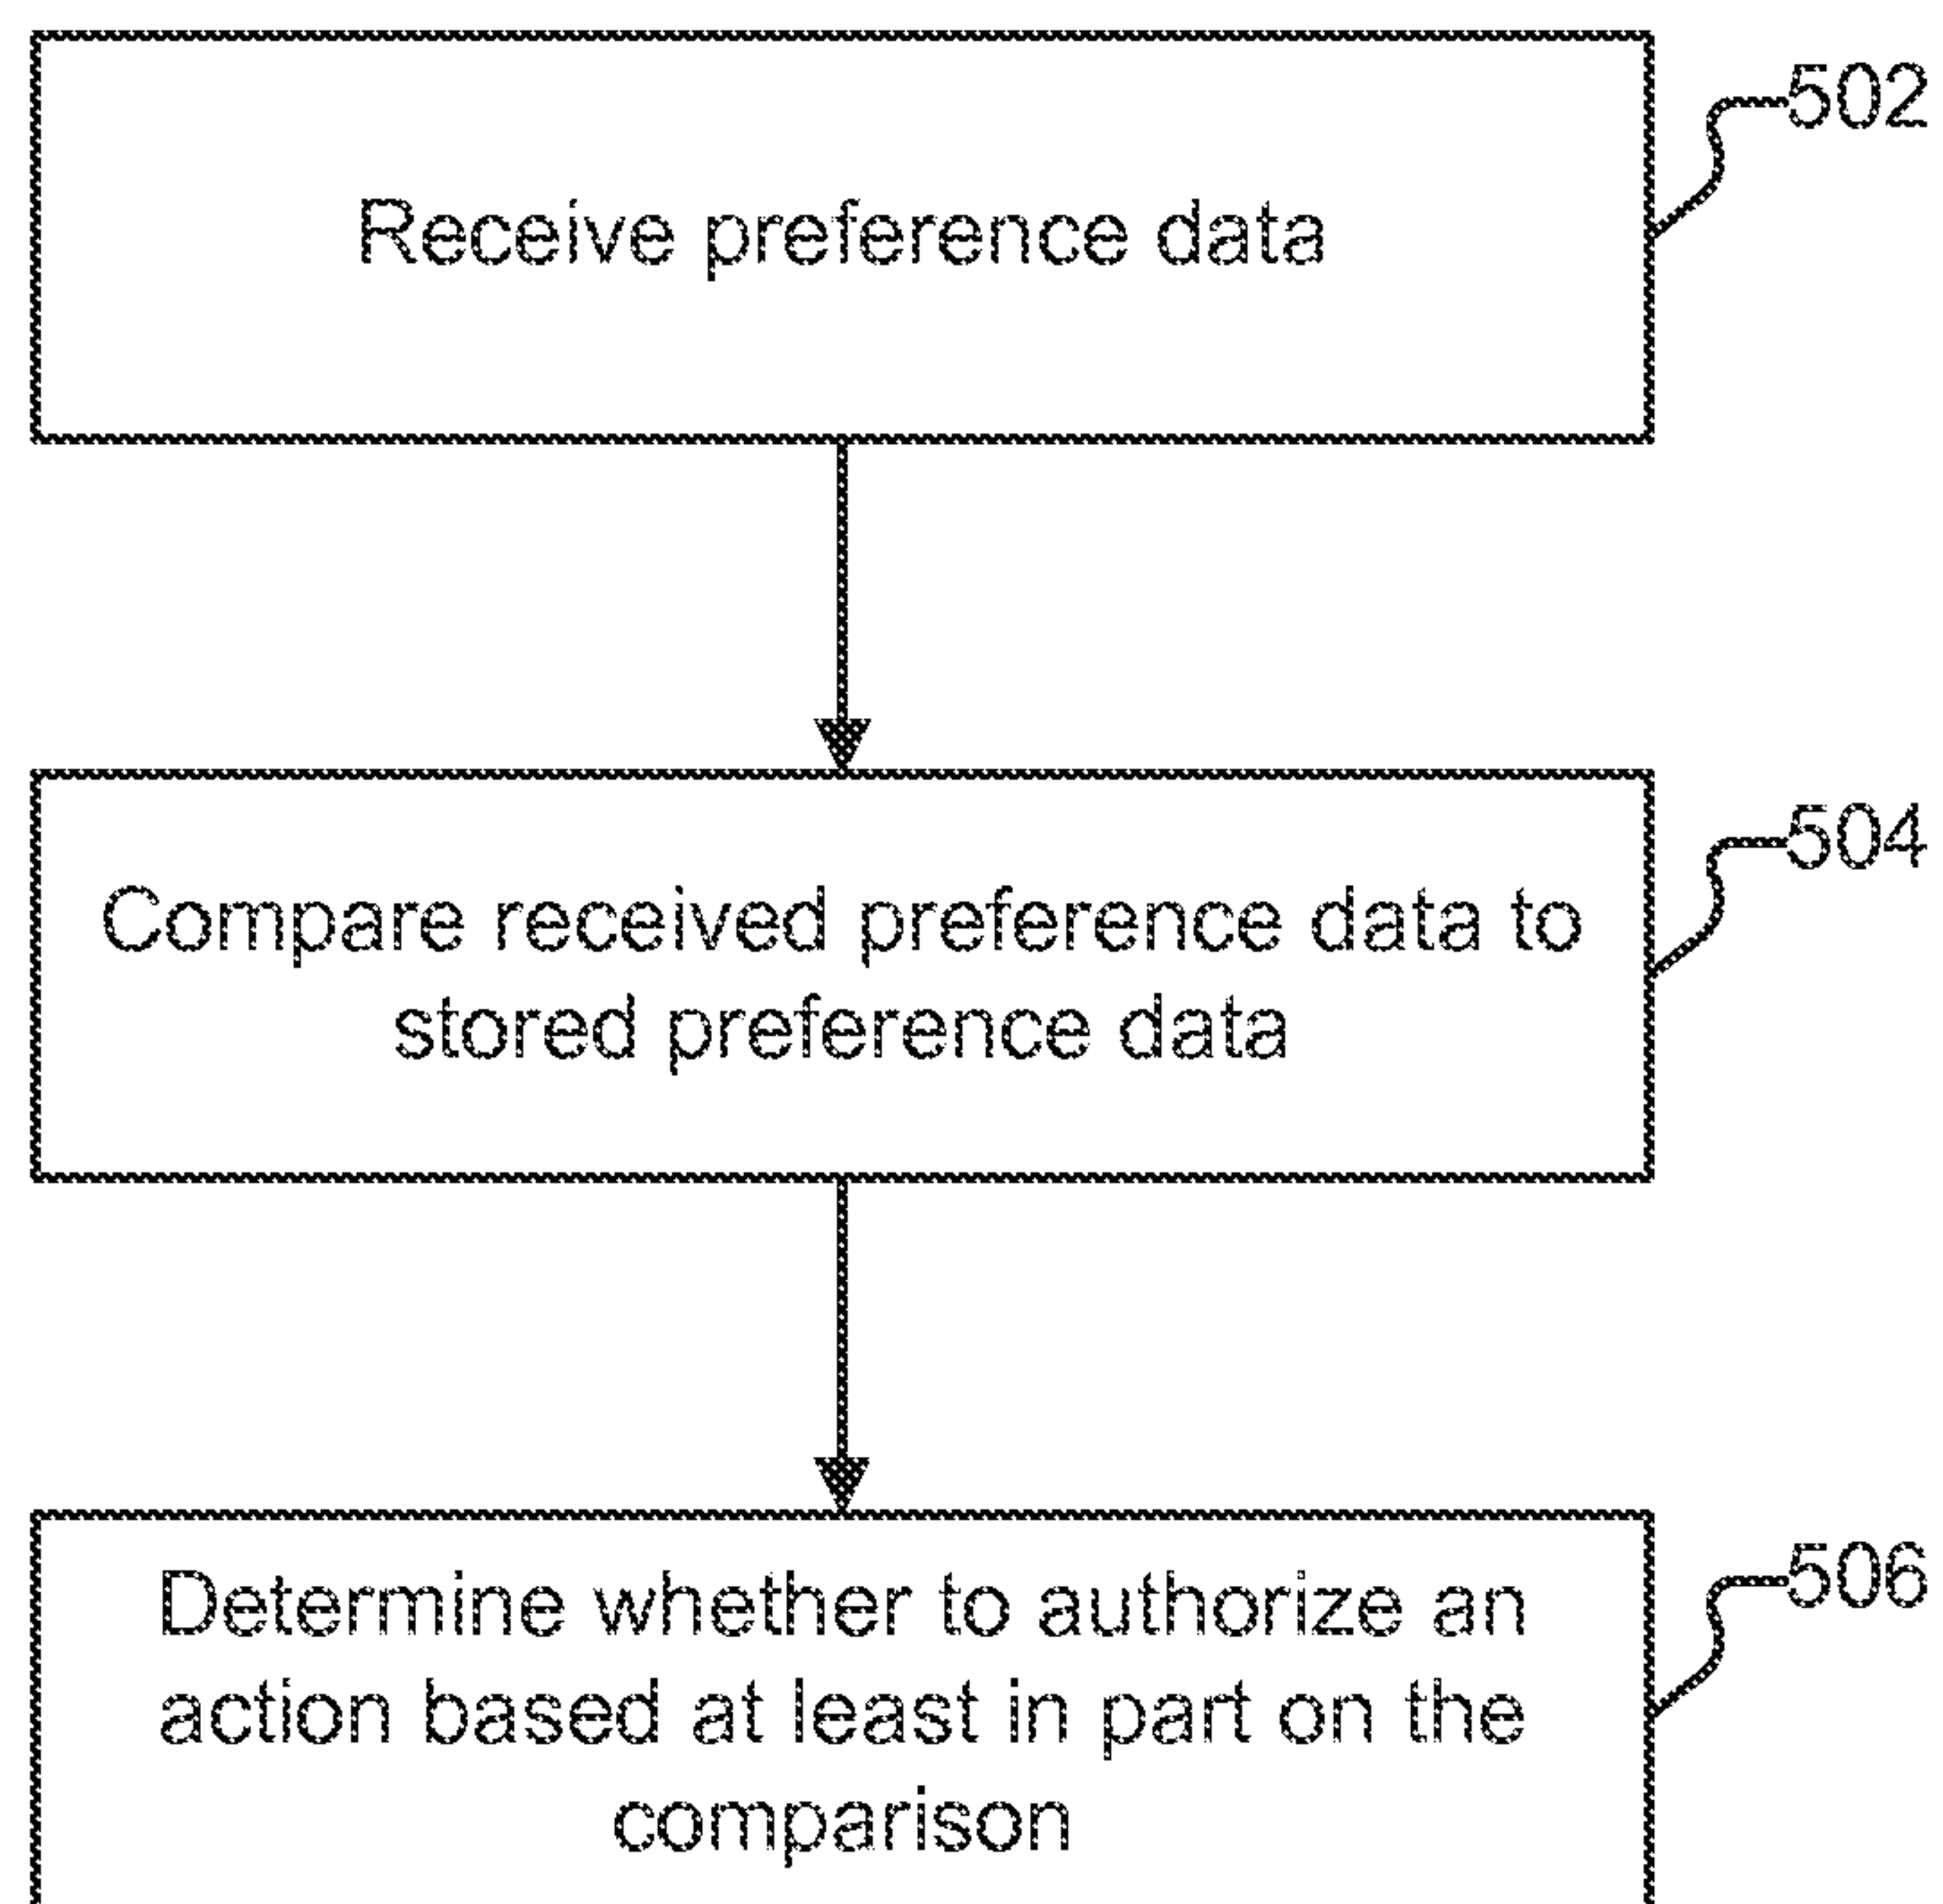 Receive preference data
502
Compare received preference data to
stored preference data
504
Determine whether to authorize an
action based at least in part on the
comparison
506